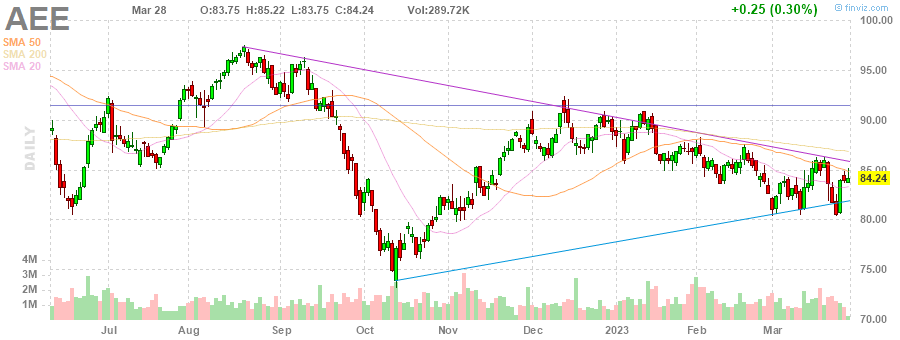 AEE
Mar 28 O:83.75 H:85.22 L:83.75 C:84.24 Vol:289.72K +0.25 (0.30%)
finviz.com
SMA 50
SMA 200
SMA 20
DAILY
100.00
95.00
90.00
85.00
84.24
80.00
75.00
70.00
4M
3M
2M
1M
Jul Aug Sep Oct Nov Dec 2023 Feb Mar